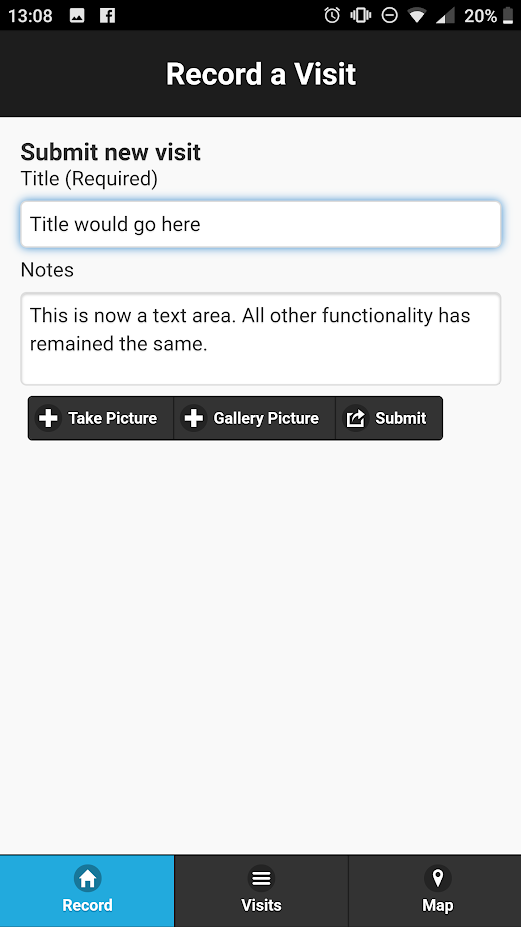 13:08
20%
Record a Visit
Submit new visit
Title (Required)
Title would go here
Notes
This is now a text area. All other functionality has
remained the same.
Take Picture Gallery Picture Submit
Record Visits Map